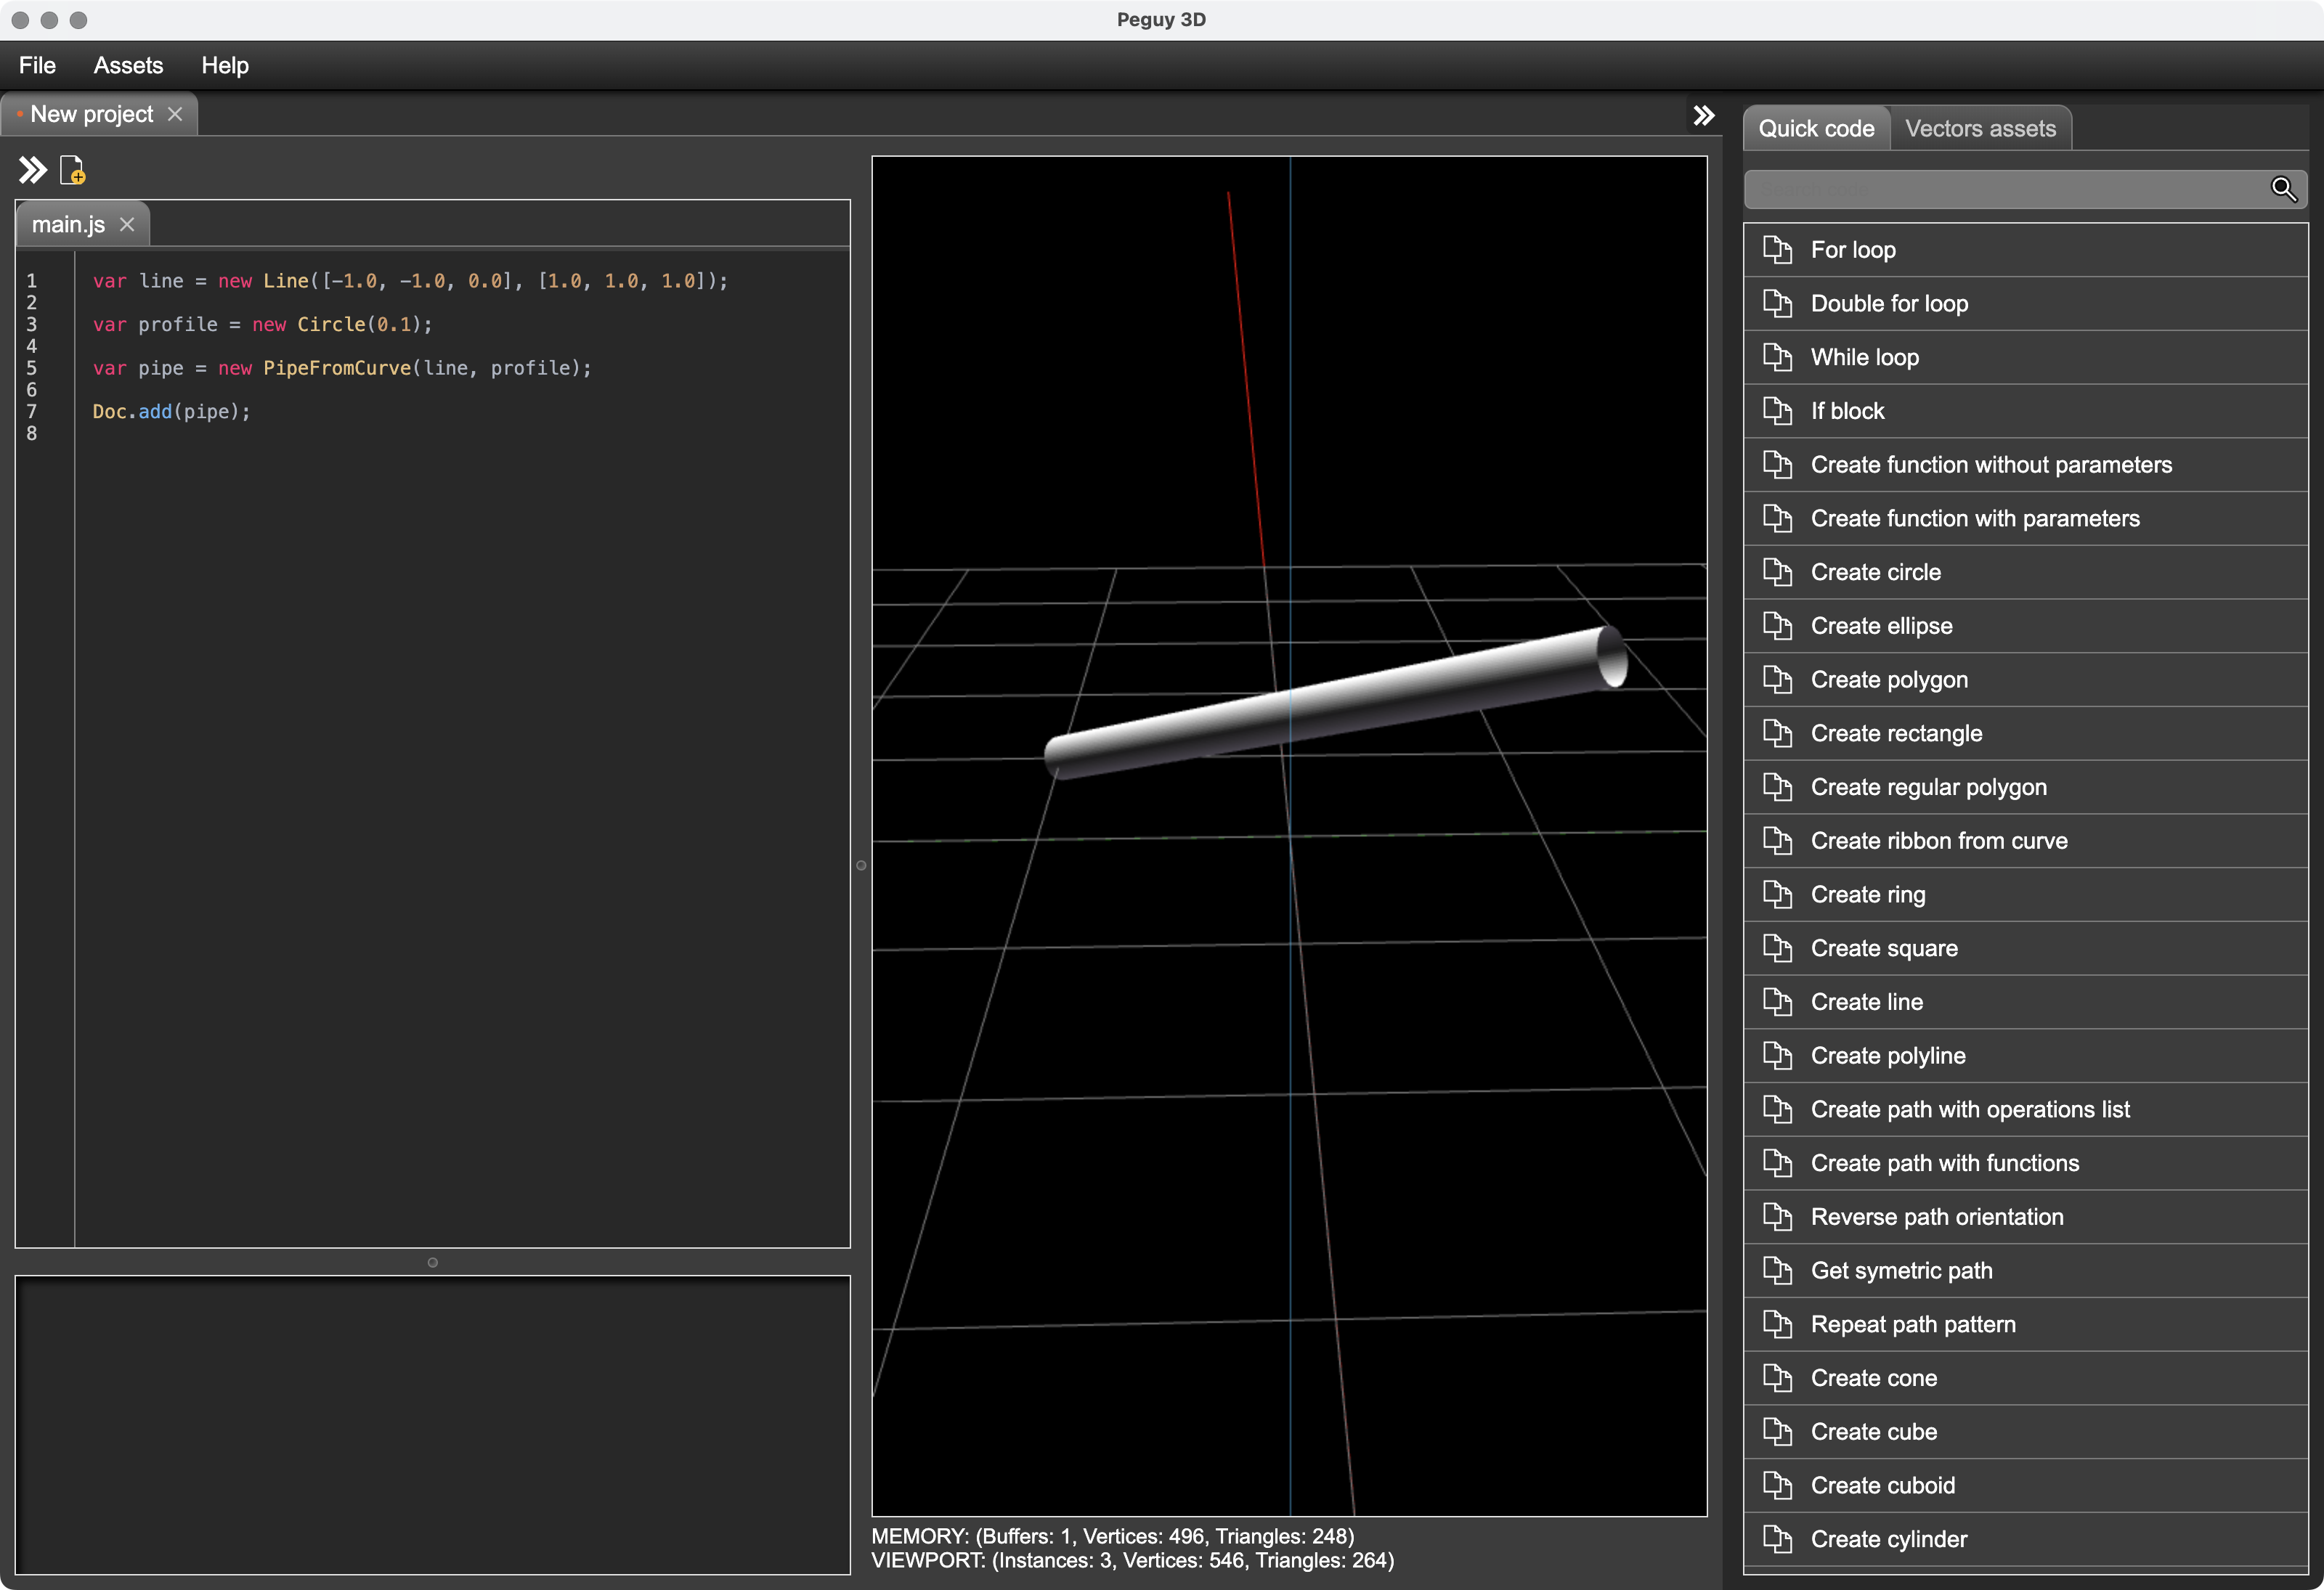 Peguy 3D
File Assets Help
New project
main.js
1 var line = new Line([-1.0, -1.0, 0.0], [1.0, 1.0, 1.0]);
2
3 var profile = new Circle(0.1);
4
5 var pipe = new PipeFromCurve(line, profile);
6
7 Doc.add(pipe);
8
MEMORY: (Buffers: 1, Vertices: 496, Triangles: 248)
VIEWPORT: (Instances: 3, Vertices: 546, Triangles: 264)
Quick code Vectors assets
For loop
Double for loop
While loop
If block
Create function without parameters
Create function with parameters
Create circle
Create ellipse
Create polygon
Create rectangle
Create regular polygon
Create ribbon from curve
Create ring
Create square
Create line
Create polyline
Create path with operations list
Create path with functions
Reverse path orientation
Get symetric path
Repeat path pattern
Create cone
Create cube
Create cuboid
Create cylinder